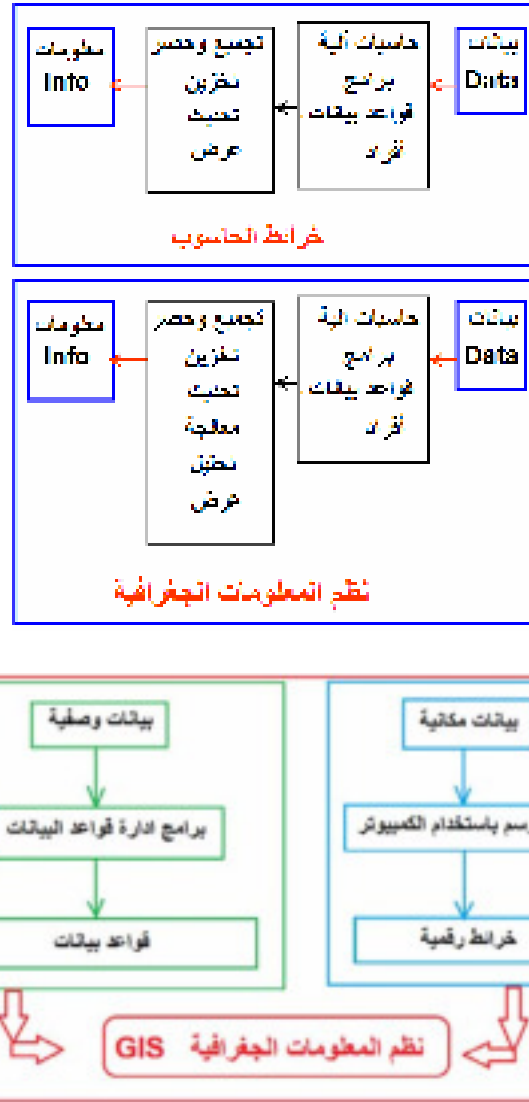 بيانات
Data
حاسبات آلية
برامج
قواعد بيانات
أفراد
تجميع وحصر
تخزين
تحديث
عرض
معلومات
Info
خرائط الحاسوب
بيانات
Data
حاسبات آلية
برامج
قواعد بيانات
أفراد
تجميع وحصر
تخزين
تحديث
معالجة
تحليل
عرض
معلومات
Info
نظم المعلومات الجغرافية
بيانات مكانية
باستخدام الكمبيوتر
خرائط رقمية
بيانات وصفية
برامج ادارة قواعد البيانات
قواعد بيانات
نظم المعلومات الجغرافية GIS